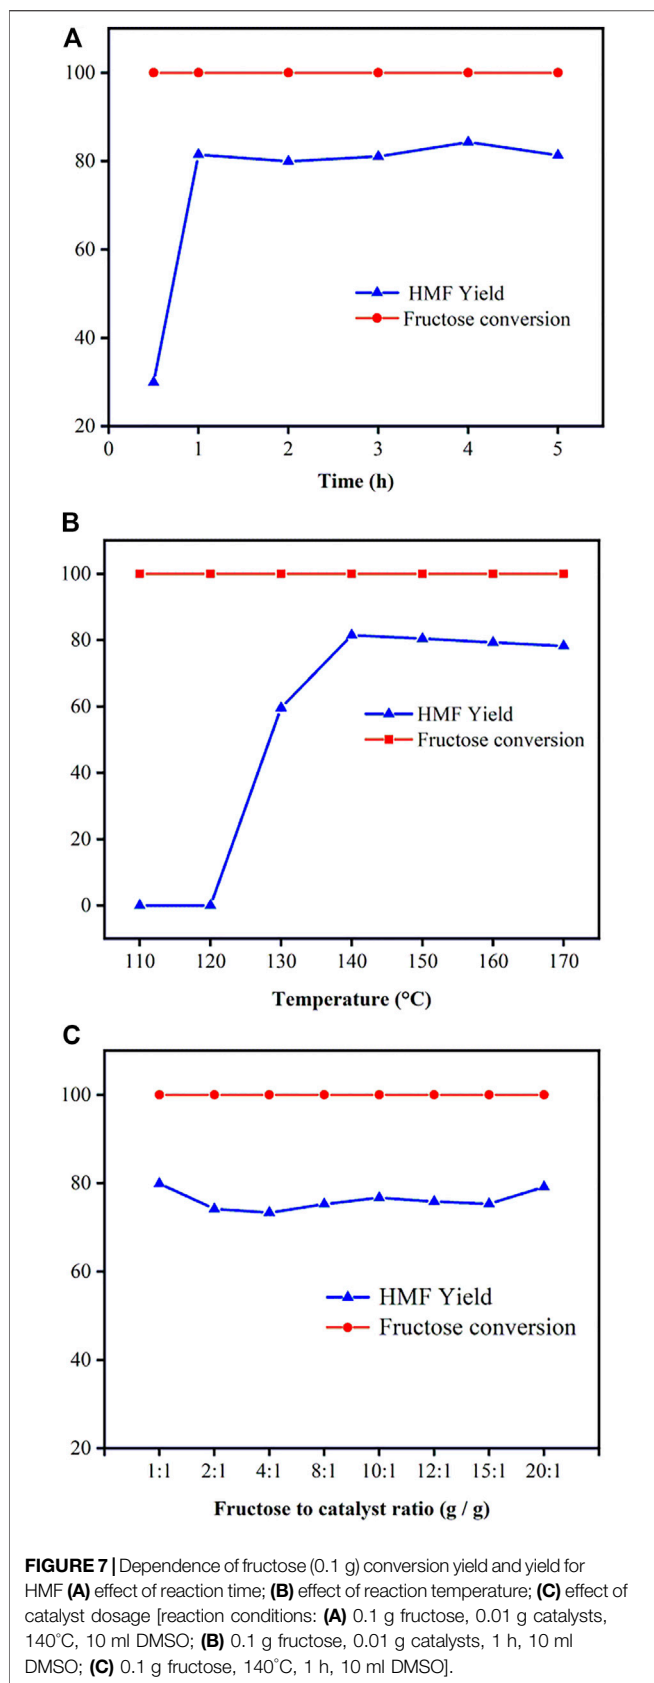 A
100
80
60
40
20
HMF Yield
Fructose conversion
0 1 2 3 4 5
Time (h)
B
100
80
60
40
20
0
HMF Yield
Fructose conversion
110 120 130 140 150 160 170
Temperature (°C)
C
100
80
60
40
20
HMF Yield
Fructose conversion
1:1 2:1 4:1 8:1 10:1 12:1 15:1 20:1
Fructose to catalyst ratio (g / g)
FIGURE 7 | Dependence of fructose (0.1 g) conversion yield and yield for
HMF (A) effect of reaction time; (B) effect of reaction temperature; (C) effect of
catalyst dosage [reaction conditions: (A) 0.1 g fructose, 0.01 g catalysts,
140°C, 10 ml DMSO; (B) 0.1 g fructose, 0.01 g catalysts, 1 h, 10 ml
DMSO; (C) 0.1 g fructose, 140°C, 1 h, 10 ml DMSO].